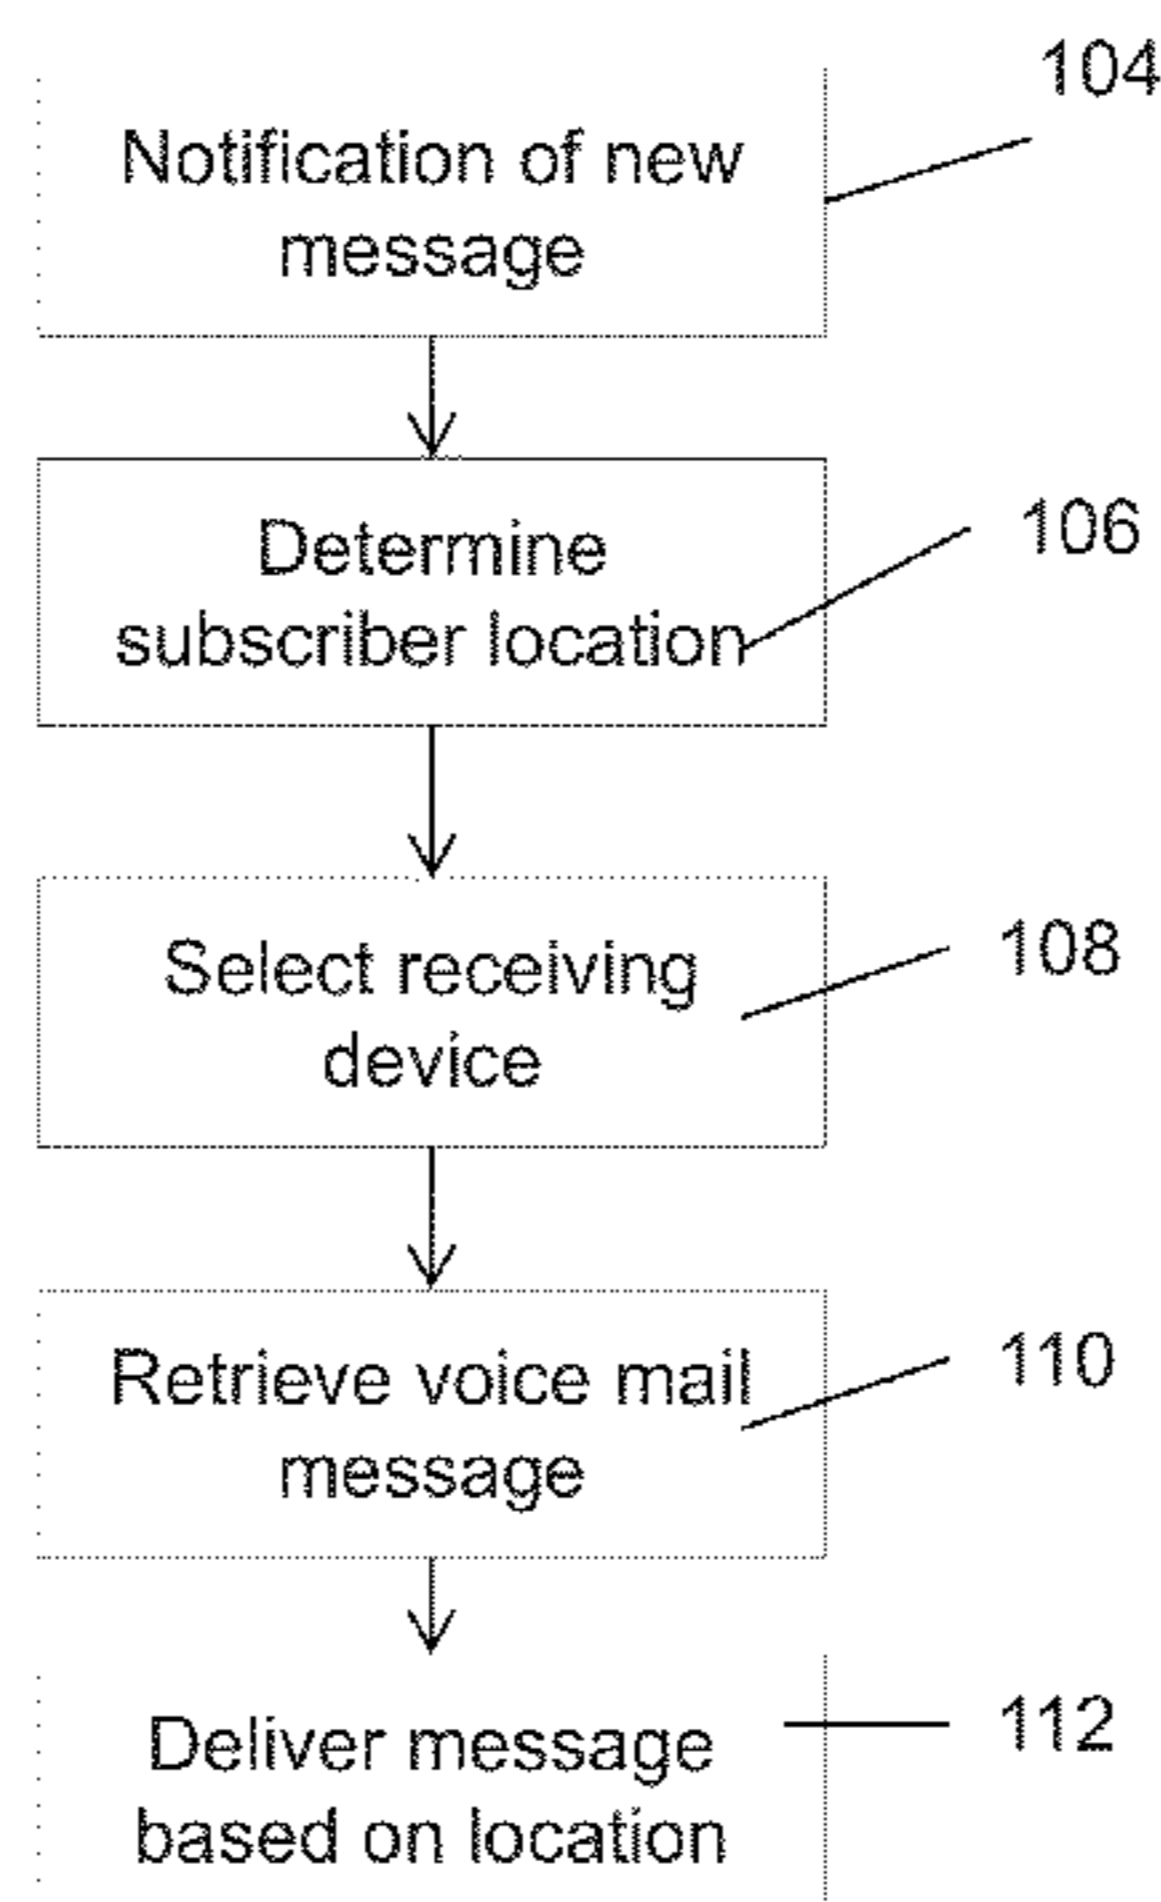 104
Notification of new
message
106
Determine
subscriber location
108
Select receiving
device
110
Retrieve voice mail
message
112
Deliver message
based on location